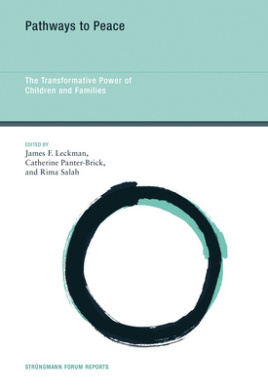 Pathways to Peace
The Transformative Power of
Children and Families
EDITED BY
James F. Leckman,
Catherine Panter-Brick,
and Rima Salah
STRÜNGMANN FORUM REPORTS